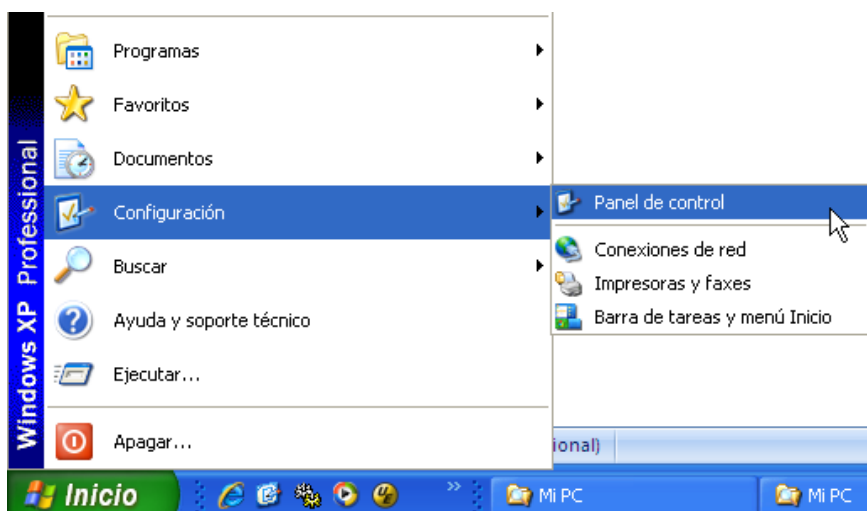 Windows XP Professional
Programas
Favoritos
Documentos
Configuración
Buscar
Ayuda y soporte técnico
Ejecutar...
Apagar...
Panel de control
Conexiones de red
Impresoras y faxes
Barra de tareas y menú Inicio
ional)
Inicio
Mi PC
Mi PC